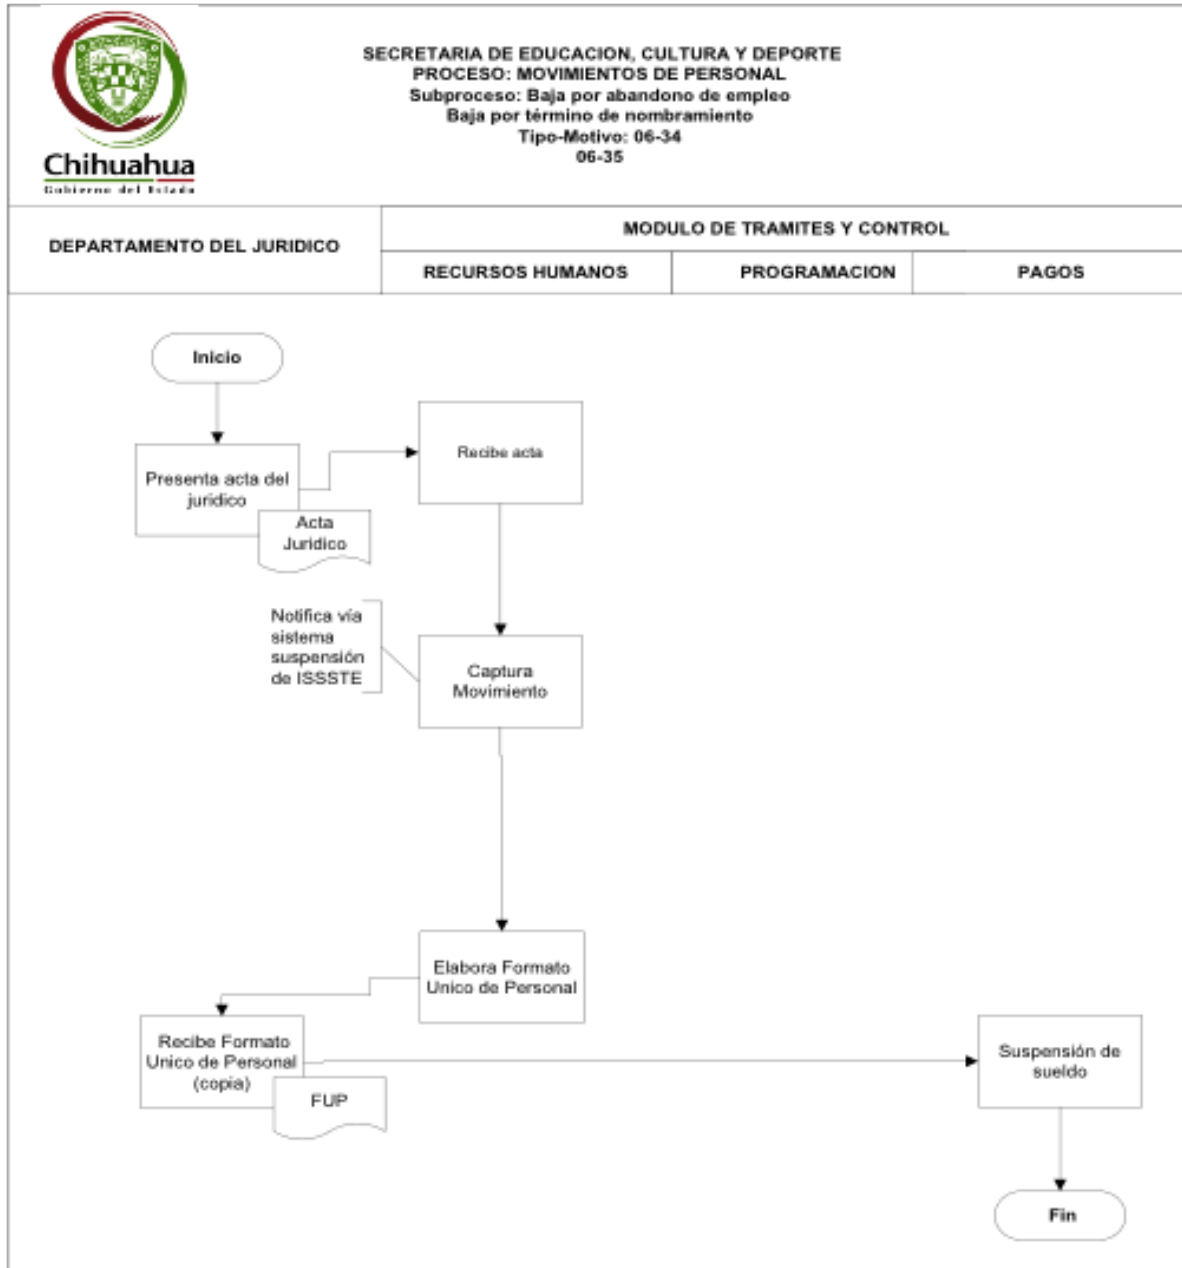 Chihuahua
Gobierno del Estado
SECRETARIA DE EDUCACION, CULTURA Y DEPORTE
PROCESO: MOVIMIENTOS DE PERSONAL
Subproceso: Baja por abandono de empleo
Baja por término de nombramiento
Tipo-Motivo: 06-34
06-35
DEPARTAMENTO DEL JURIDICO
MODULO DE TRAMITES Y CONTROL
RECURSOS HUMANOS
PROGRAMACION
PAGOS
Inicio
Presenta acta del
juridico
Acta
Jurídico
Recibe acta
Notifica vía
sistema
suspensión
de ISSSTE
Captura
Movimiento
Elabora Formato
Unico de Personal
Recibe Formato
Unico de Personal
(copia)
FUP
Suspensión de
sueldo
Fin